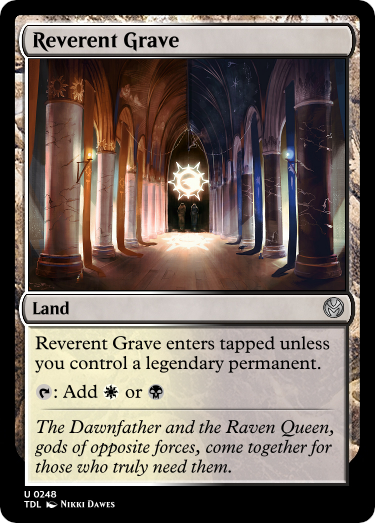 Reverent Grave
Land
Reverent Grave enters tapped unless
you control a legendary permanent.
: Add or
The Dawnfather and the Raven Queen,
gods of opposite forces, come together for
those who truly need them.
U 0248
TDL Nikki Dawes